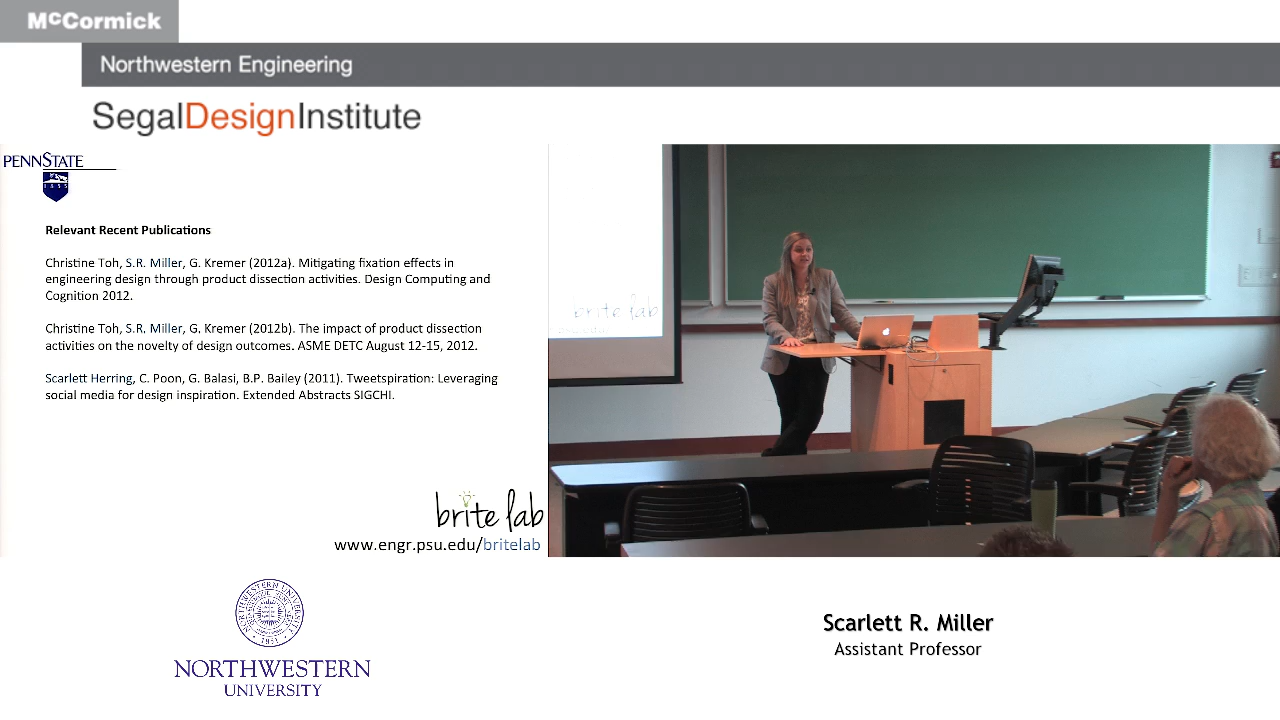 McCormick
Northwestern Engineering
SegalDesignInstitute
PENNSTATE
1855
Relevant Recent Publications
Christine Toh, S.R. Miller, G. Kremer (2012a). Mitigating fixation effects in
engineering design through product dissection activities. Design Computing and
Cognition 2012.
Christine Toh, S.R. Miller, G. Kremer (2012b). The impact of product dissection
activities on the novelty of design outcomes. ASME DETC August 12-15, 2012.
Scarlett Herring, C. Poon, G. Balasi, B.P. Bailey (2011). Tweetspiration: Leveraging
social media for design inspiration. Extended Abstracts SIGCHI.
brite lab
www.engr.psu.edu/britelab
brite lab
NORTHWESTERN UNIVERSITY
1851
NORTHWESTERN
UNIVERSITY
Scarlett R. Miller
Assistant Professor